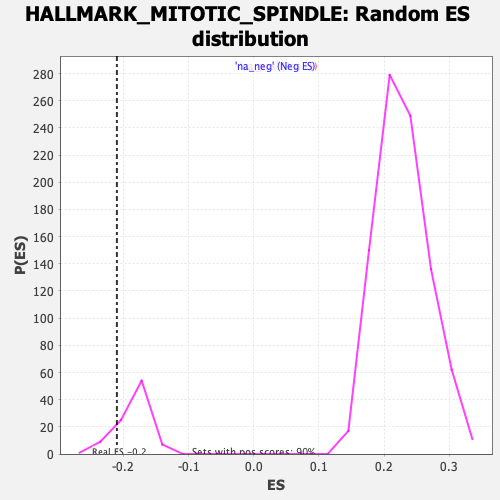 HALLMARK_MITOTIC_SPINDLE: Random ES
distribution
'na_neg' (Neg ES))
280
260
240
220
200
180
160
140
120
100
80
60
40
20
0
P(ES)
Real ES -0.2
Sets with pos scores: 90%
-0.2 -0.1 0.0 0.1 0.2 0.3
ES